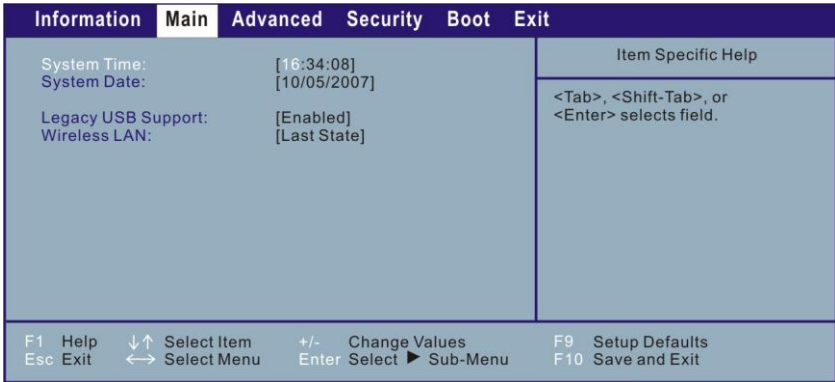 Information Main Advanced Security Boot Exit
System Time: [16:34:08]
System Date: [10/05/2007]
Legacy USB Support: [Enabled]
Wireless LAN: [Last State]
Item Specific Help
<Tab>, <Shift-Tab>, or
<Enter> selects field.
F1 Help ↓↑ Select Item +/- Change Values F9 Setup Defaults
Esc Exit ↔ Select Menu Enter Select ▶ Sub-Menu F10 Save and Exit